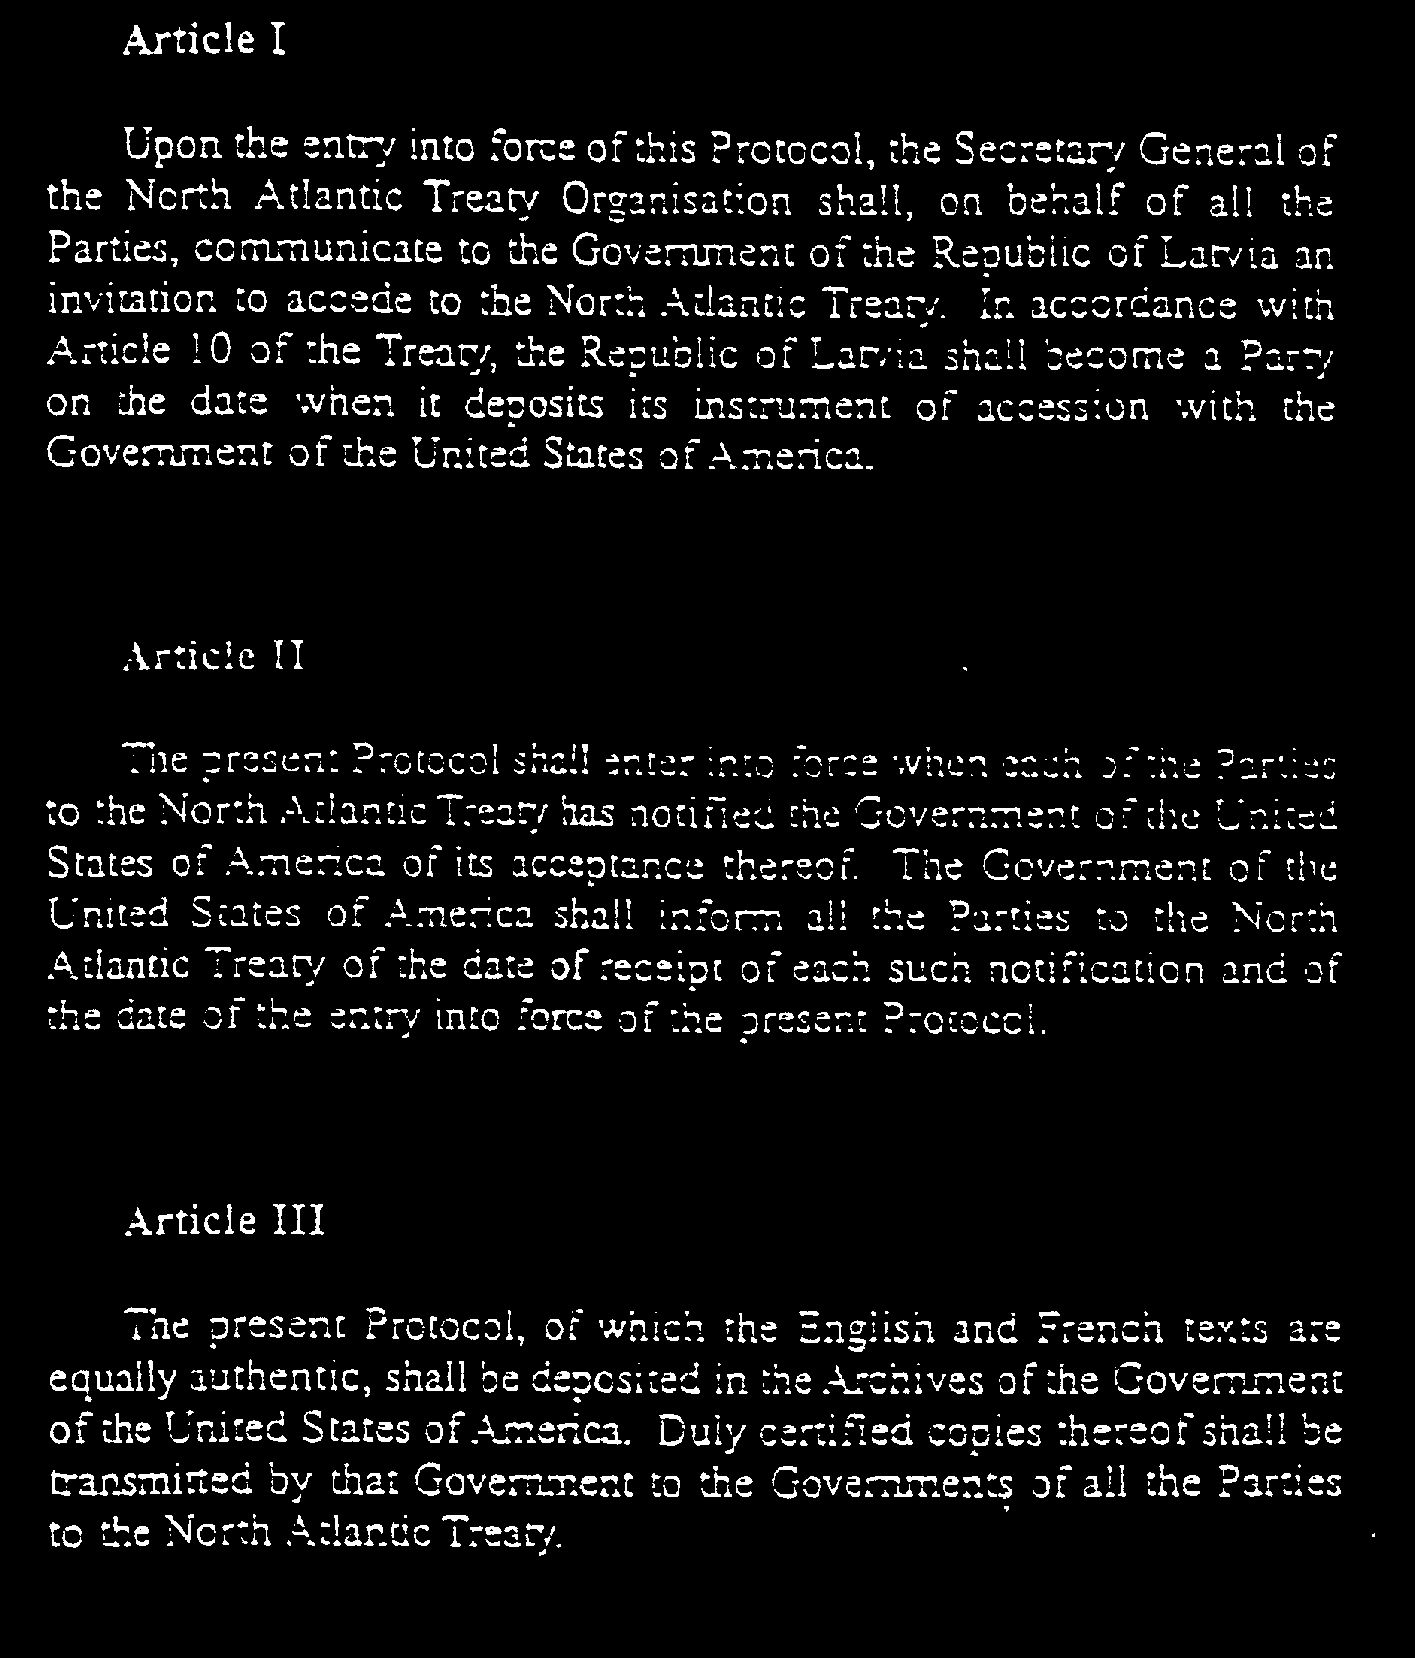 Article I
Upon the entry into force of this Protocol, the Secretary General of
the North Atlantic Treaty Organisation shall, on behalf of all the
Parties, communicate to the Government of the Republic of Latvia an
invitation to accede to the North Atlantic Treaty. In accordance with
Article 10 of the Treaty, the Republic of Latvia shall become a Party
on the date when it deposits its instrument of accession with the
Government of the United States of America.
Article II
The present Protocol shall enter into force when each of the Parties
to the North Atlantic Treaty has notified the Government of the United
States of America of its acceptance thereof. The Government of the
United States of America shall inform all the Parties to the North
Atlantic Treaty of the date of receipt of each such notification and of
the date of the entry into force of the present Protocol.
Article III
The present Protocol, of which the English and French texts are
equally authentic, shall be deposited in the Archives of the Government
of the United States of America. Duly certified copies thereof shall be
transmitted by that Government to the Governments of all the Parties
to the North Atlantic Treaty.